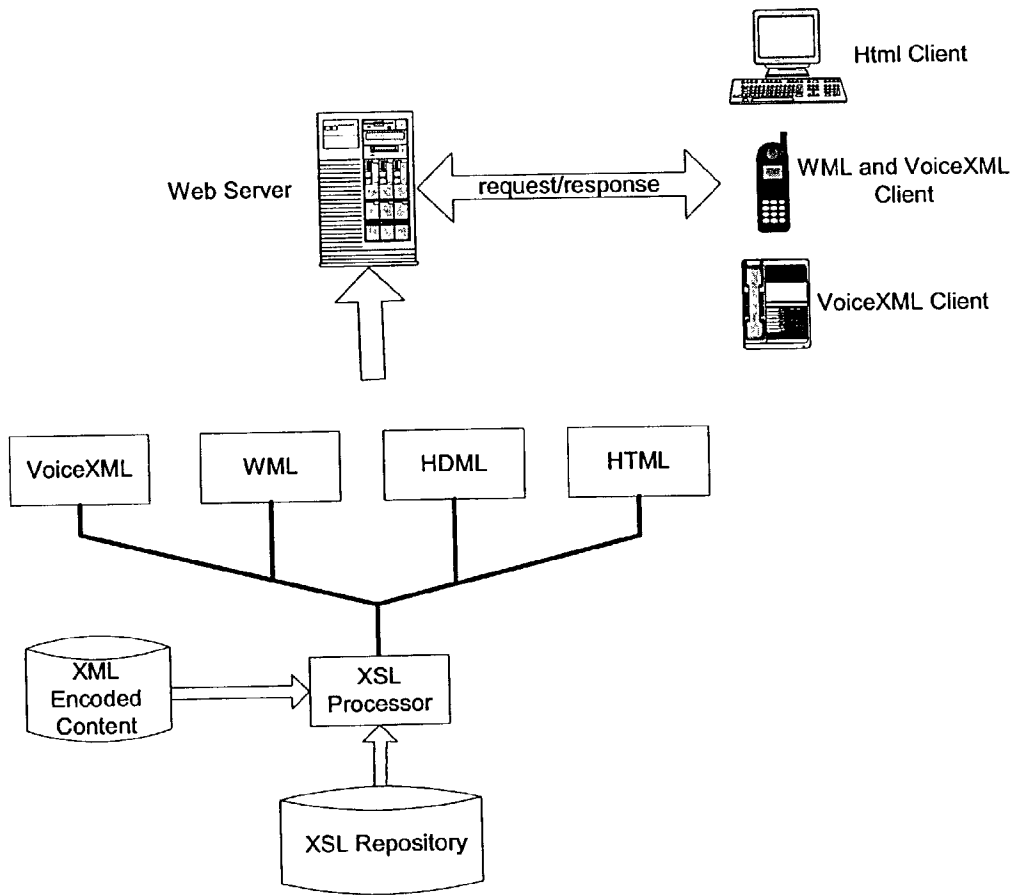 Html Client
Web Server
request/response
WML and VoiceXML
Client
VoiceXML Client
VoiceXML
WML
HDML
HTML
XML
Encoded
Content
XSL
Processor
XSL Repository